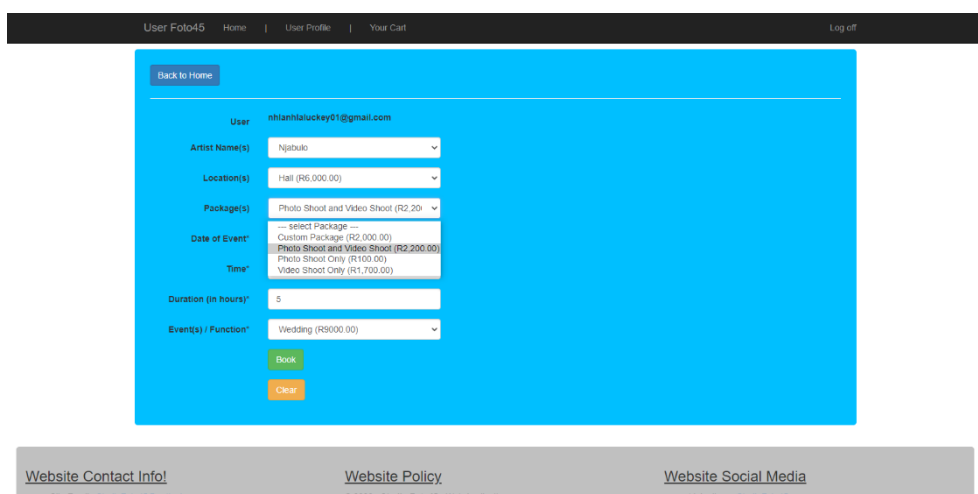 User Foto45 Home | User Profile | Your Cart Log off
Back to Home
User nhlanhlaluckey01@gmail.com
Artist Name(s) Njabulo
Location(s) Hall (R6,000.00)
Package(s) Photo Shoot and Video Shoot (R2,20
--- select Package ---
Custom Package (R2,000.00)
Date of Event*
Photo Shoot and Video Shoot (R2,200.00)
Photo Shoot Only (R100.00)
Time*
Video Shoot Only (R1,700.00)
Duration (in hours)* 5
Event(s) / Function* Wedding (R9000.00)
Book
Clear
Website Contact Info! Website Policy Website Social Media